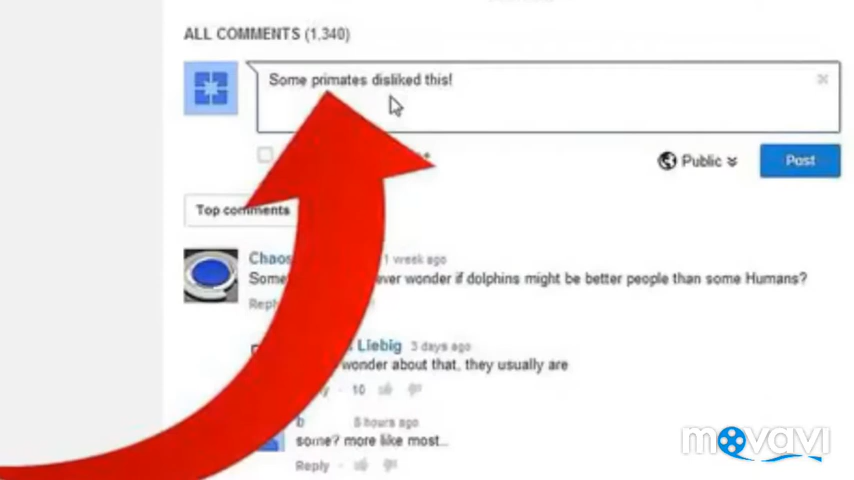 ALL COMMENTS (1,340)
Some primates disliked this!
Public
Post
Top comments
Chaos 1 week ago
ever wonder if dolphins might be better people than some Humans?
Liebig 3 days ago
wonder about that, they usually are
10
b 5 hours ago
some? more like most..
Reply
movavi